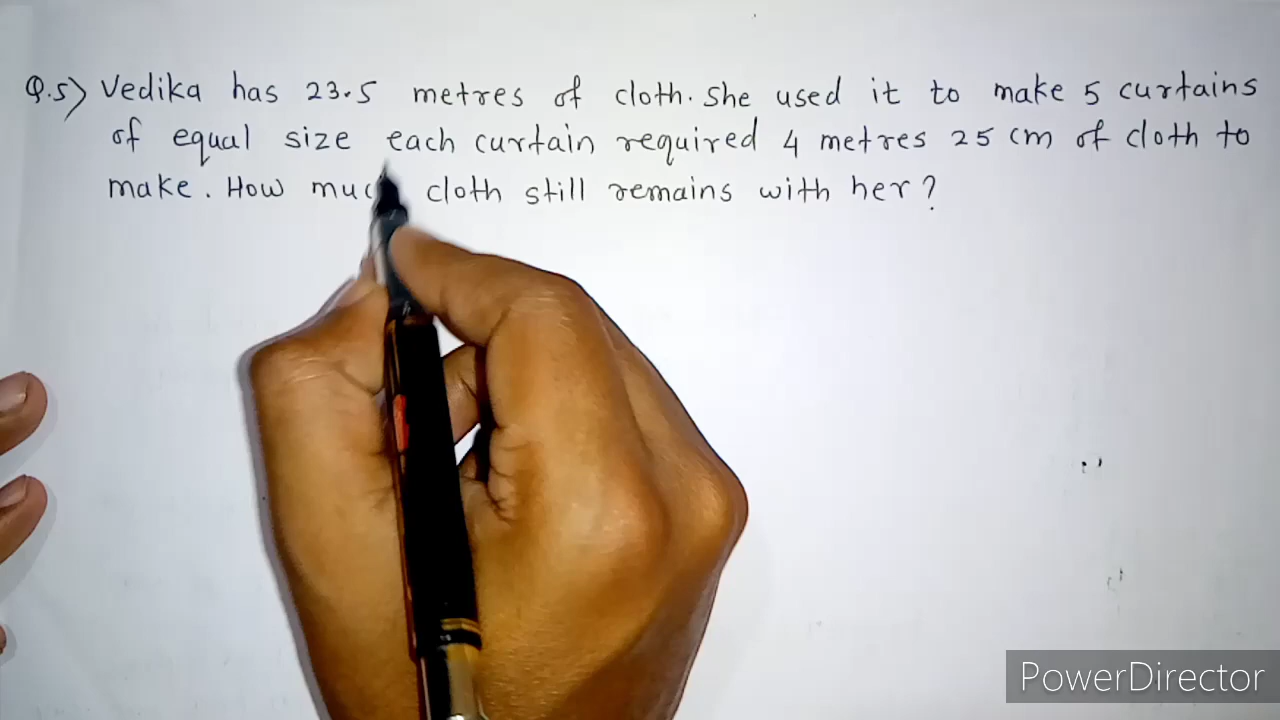 Q.5) Vedika has 23.5 metres of cloth. She used it to make 5 curtains
of equal size each curtain required 4 metres 25 cm of cloth to
make. How much cloth still remains with her?
PowerDirector